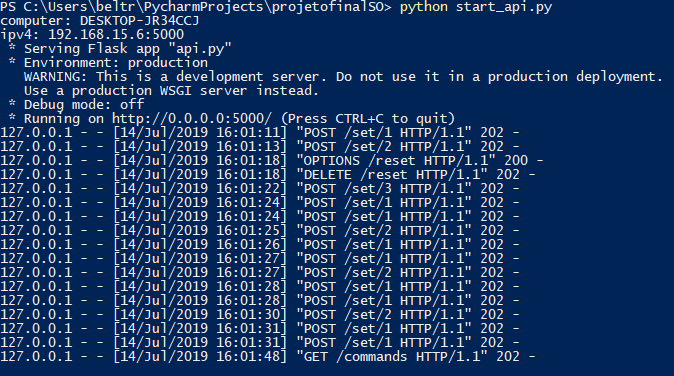 PS C:\Users\beltr\PycharmProjects\projetofinalSO> python start_api.py
computer: DESKTOP-JR34CCJ
ipv4: 192.168.15.6:5000
 * Serving Flask app "api.py"
 * Environment: production
   WARNING: This is a development server. Do not use it in a production deployment.
   Use a production WSGI server instead.
 * Debug mode: off
 * Running on http://0.0.0.0:5000/ (Press CTRL+C to quit)
127.0.0.1 - - [14/Jul/2019 16:01:11] "POST /set/1 HTTP/1.1" 202 -
127.0.0.1 - - [14/Jul/2019 16:01:13] "POST /set/2 HTTP/1.1" 202 -
127.0.0.1 - - [14/Jul/2019 16:01:18] "OPTIONS /reset HTTP/1.1" 200 -
127.0.0.1 - - [14/Jul/2019 16:01:18] "DELETE /reset HTTP/1.1" 202 -
127.0.0.1 - - [14/Jul/2019 16:01:22] "POST /set/3 HTTP/1.1" 202 -
127.0.0.1 - - [14/Jul/2019 16:01:24] "POST /set/1 HTTP/1.1" 202 -
127.0.0.1 - - [14/Jul/2019 16:01:24] "POST /set/1 HTTP/1.1" 202 -
127.0.0.1 - - [14/Jul/2019 16:01:25] "POST /set/2 HTTP/1.1" 202 -
127.0.0.1 - - [14/Jul/2019 16:01:26] "POST /set/1 HTTP/1.1" 202 -
127.0.0.1 - - [14/Jul/2019 16:01:27] "POST /set/1 HTTP/1.1" 202 -
127.0.0.1 - - [14/Jul/2019 16:01:27] "POST /set/2 HTTP/1.1" 202 -
127.0.0.1 - - [14/Jul/2019 16:01:28] "POST /set/1 HTTP/1.1" 202 -
127.0.0.1 - - [14/Jul/2019 16:01:28] "POST /set/1 HTTP/1.1" 202 -
127.0.0.1 - - [14/Jul/2019 16:01:30] "POST /set/2 HTTP/1.1" 202 -
127.0.0.1 - - [14/Jul/2019 16:01:31] "POST /set/1 HTTP/1.1" 202 -
127.0.0.1 - - [14/Jul/2019 16:01:31] "POST /set/1 HTTP/1.1" 202 -
127.0.0.1 - - [14/Jul/2019 16:01:48] "GET /commands HTTP/1.1" 202 -